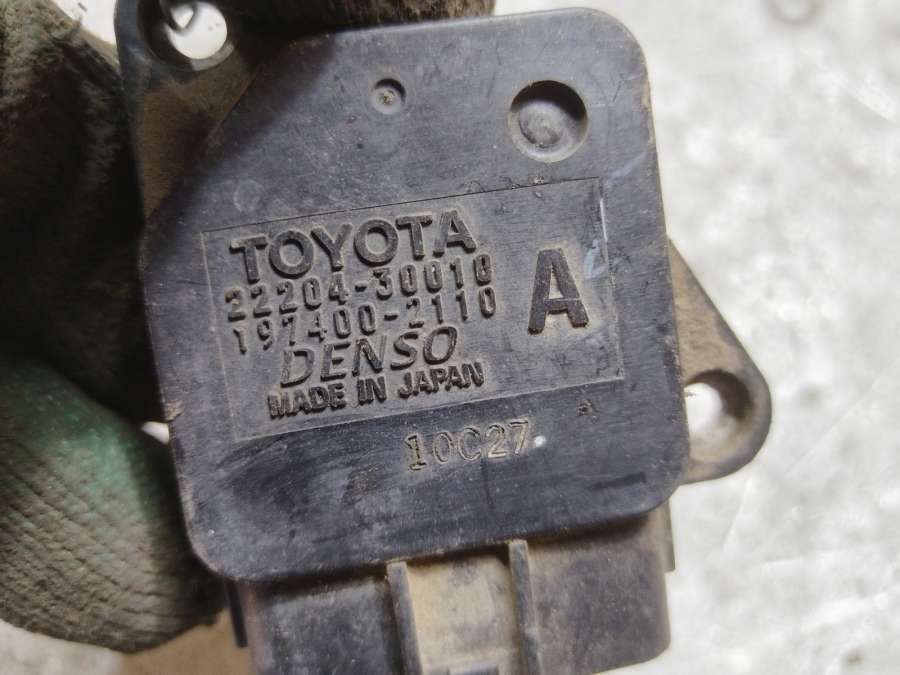 TOYOTA
22204-30010
197400-2110
A
DENSO
MADE IN JAPAN
A
10C27